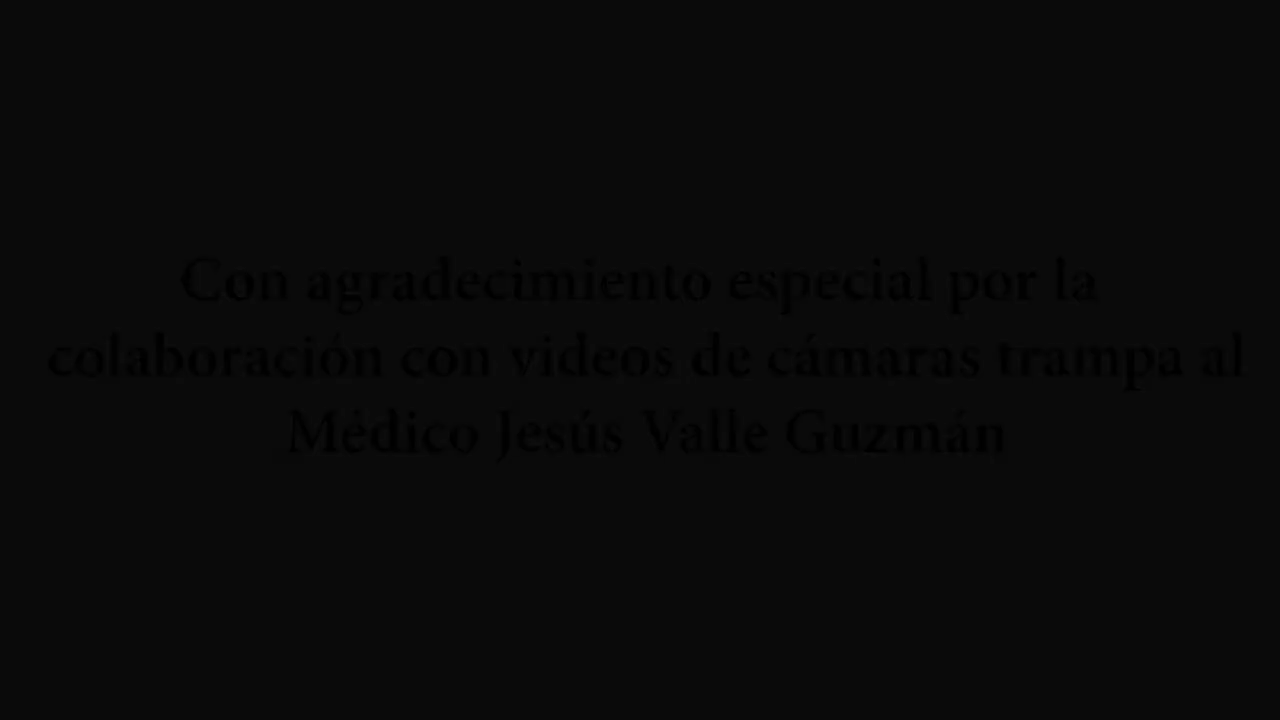 Con agradecimiento especial por la
colaboración con videos de cámaras trampa al
Médico Jesús Valle Guzmán